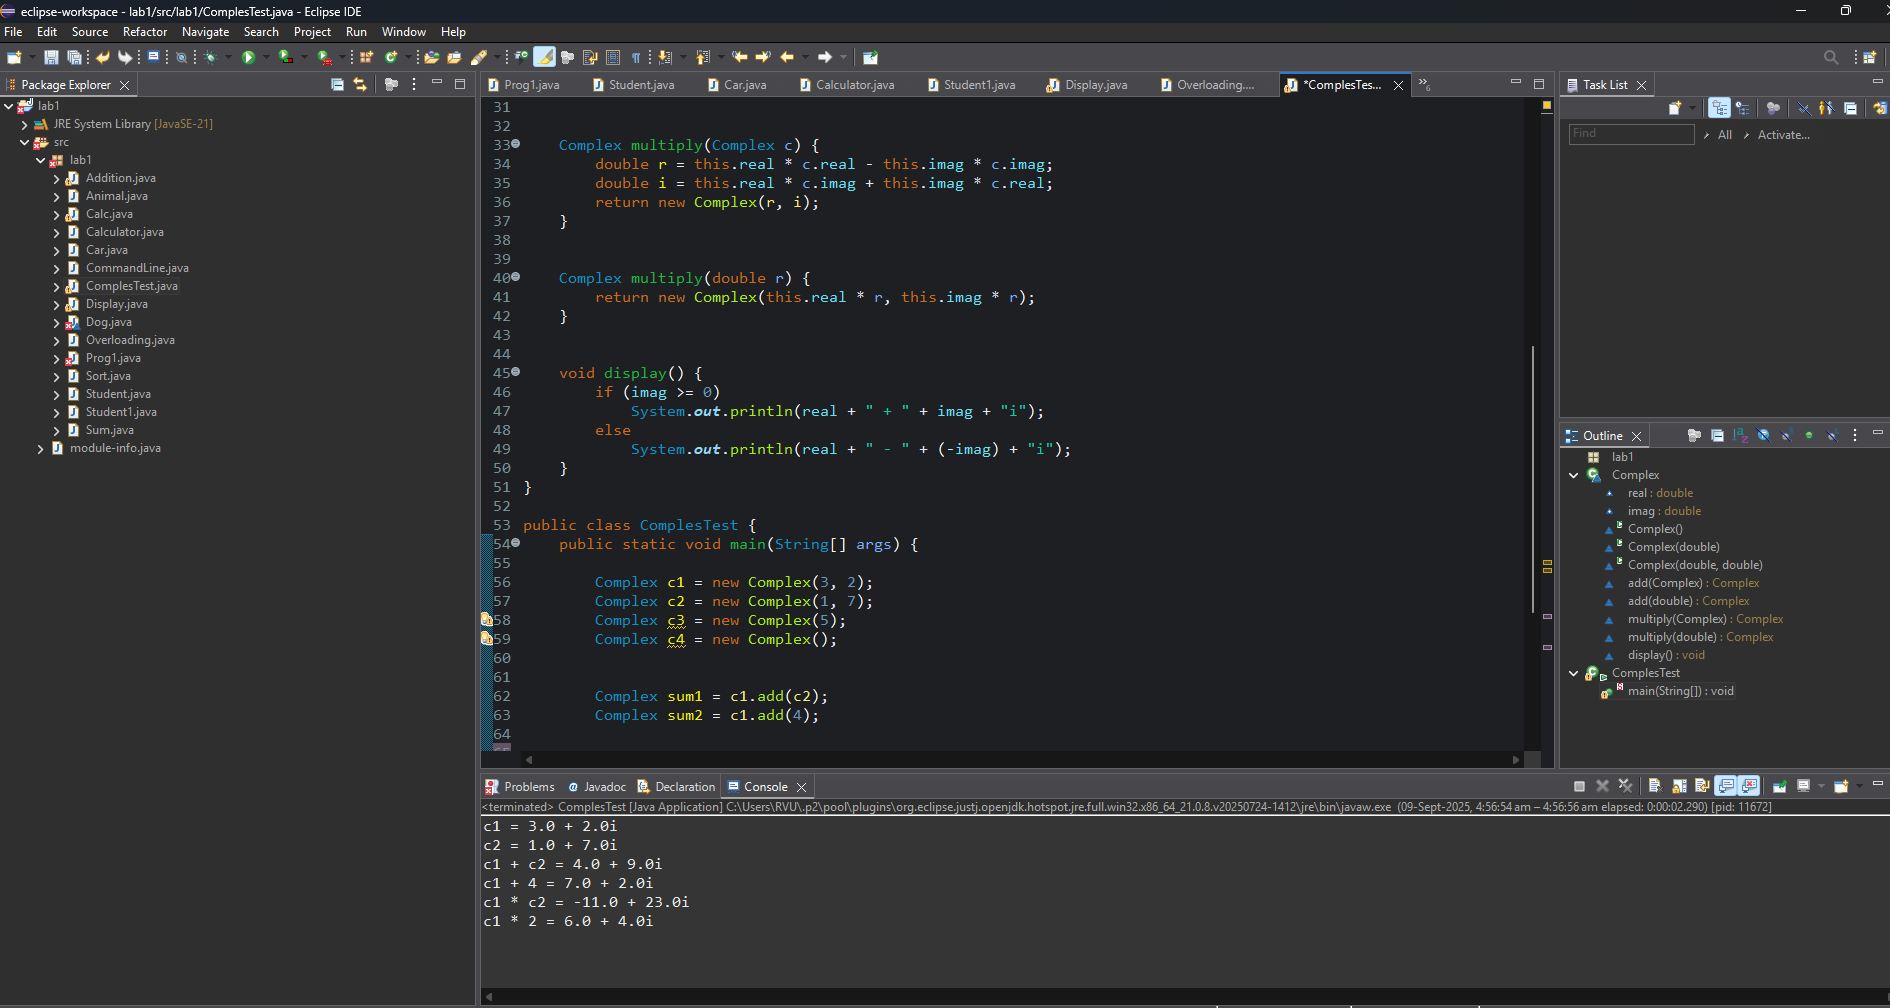 eclipse-workspace - lab1/src/lab1/ComplesTest.java - Eclipse IDE
File Edit Source Refactor Navigate Search Project Run Window Help
Package Explorer
lab1
JRE System Library [JavaSE-21]
src
lab1
Addition.java
Animal.java
Calc.java
Calculator.java
Car.java
CommandLine.java
ComplesTest.java
Display.java
Dog.java
Overloading.java
Prog1.java
Sort.java
Student.java
Student1.java
Sum.java
module-info.java
Prog1.java Student.java Car.java Calculator.java Student1.java Display.java Overloading.... *ComplesTes... »6
31
32
33 Complex multiply(Complex c) {
34 double r = this.real * c.real - this.imag * c.imag;
35 double i = this.real * c.imag + this.imag * c.real;
36 return new Complex(r, i);
37 }
38
39
40 Complex multiply(double r) {
41 return new Complex(this.real * r, this.imag * r);
42 }
43
44
45 void display() {
46 if (imag >= 0)
47 System.out.println(real + " + " + imag + "i");
48 else
49 System.out.println(real + " - " + (-imag) + "i");
50 }
51 }
52
53 public class ComplesTest {
54 public static void main(String[] args) {
55
56 Complex c1 = new Complex(3, 2);
57 Complex c2 = new Complex(1, 7);
58 Complex c3 = new Complex(5);
59 Complex c4 = new Complex();
60
61
62 Complex sum1 = c1.add(c2);
63 Complex sum2 = c1.add(4);
64
Task List
Find All Activate...
Outline
lab1
Complex
real : double
imag : double
Complex()
Complex(double)
Complex(double, double)
add(Complex) : Complex
add(double) : Complex
multiply(Complex) : Complex
multiply(double) : Complex
display() : void
ComplesTest
main(String[]) : void
Problems Javadoc Declaration Console
<terminated> ComplesTest [Java Application] C:\Users\RVU\.p2\pool\plugins\org.eclipse.justj.openjdk.hotspot.jre.full.win32.x86_64_21.0.8.v20250724-1412\jre\bin\javaw.exe (09-Sept-2025, 4:56:54 am – 4:56:56 am elapsed: 0:00:02.290) [pid: 11672]
c1 = 3.0 + 2.0i
c2 = 1.0 + 7.0i
c1 + c2 = 4.0 + 9.0i
c1 + 4 = 7.0 + 2.0i
c1 * c2 = -11.0 + 23.0i
c1 * 2 = 6.0 + 4.0i